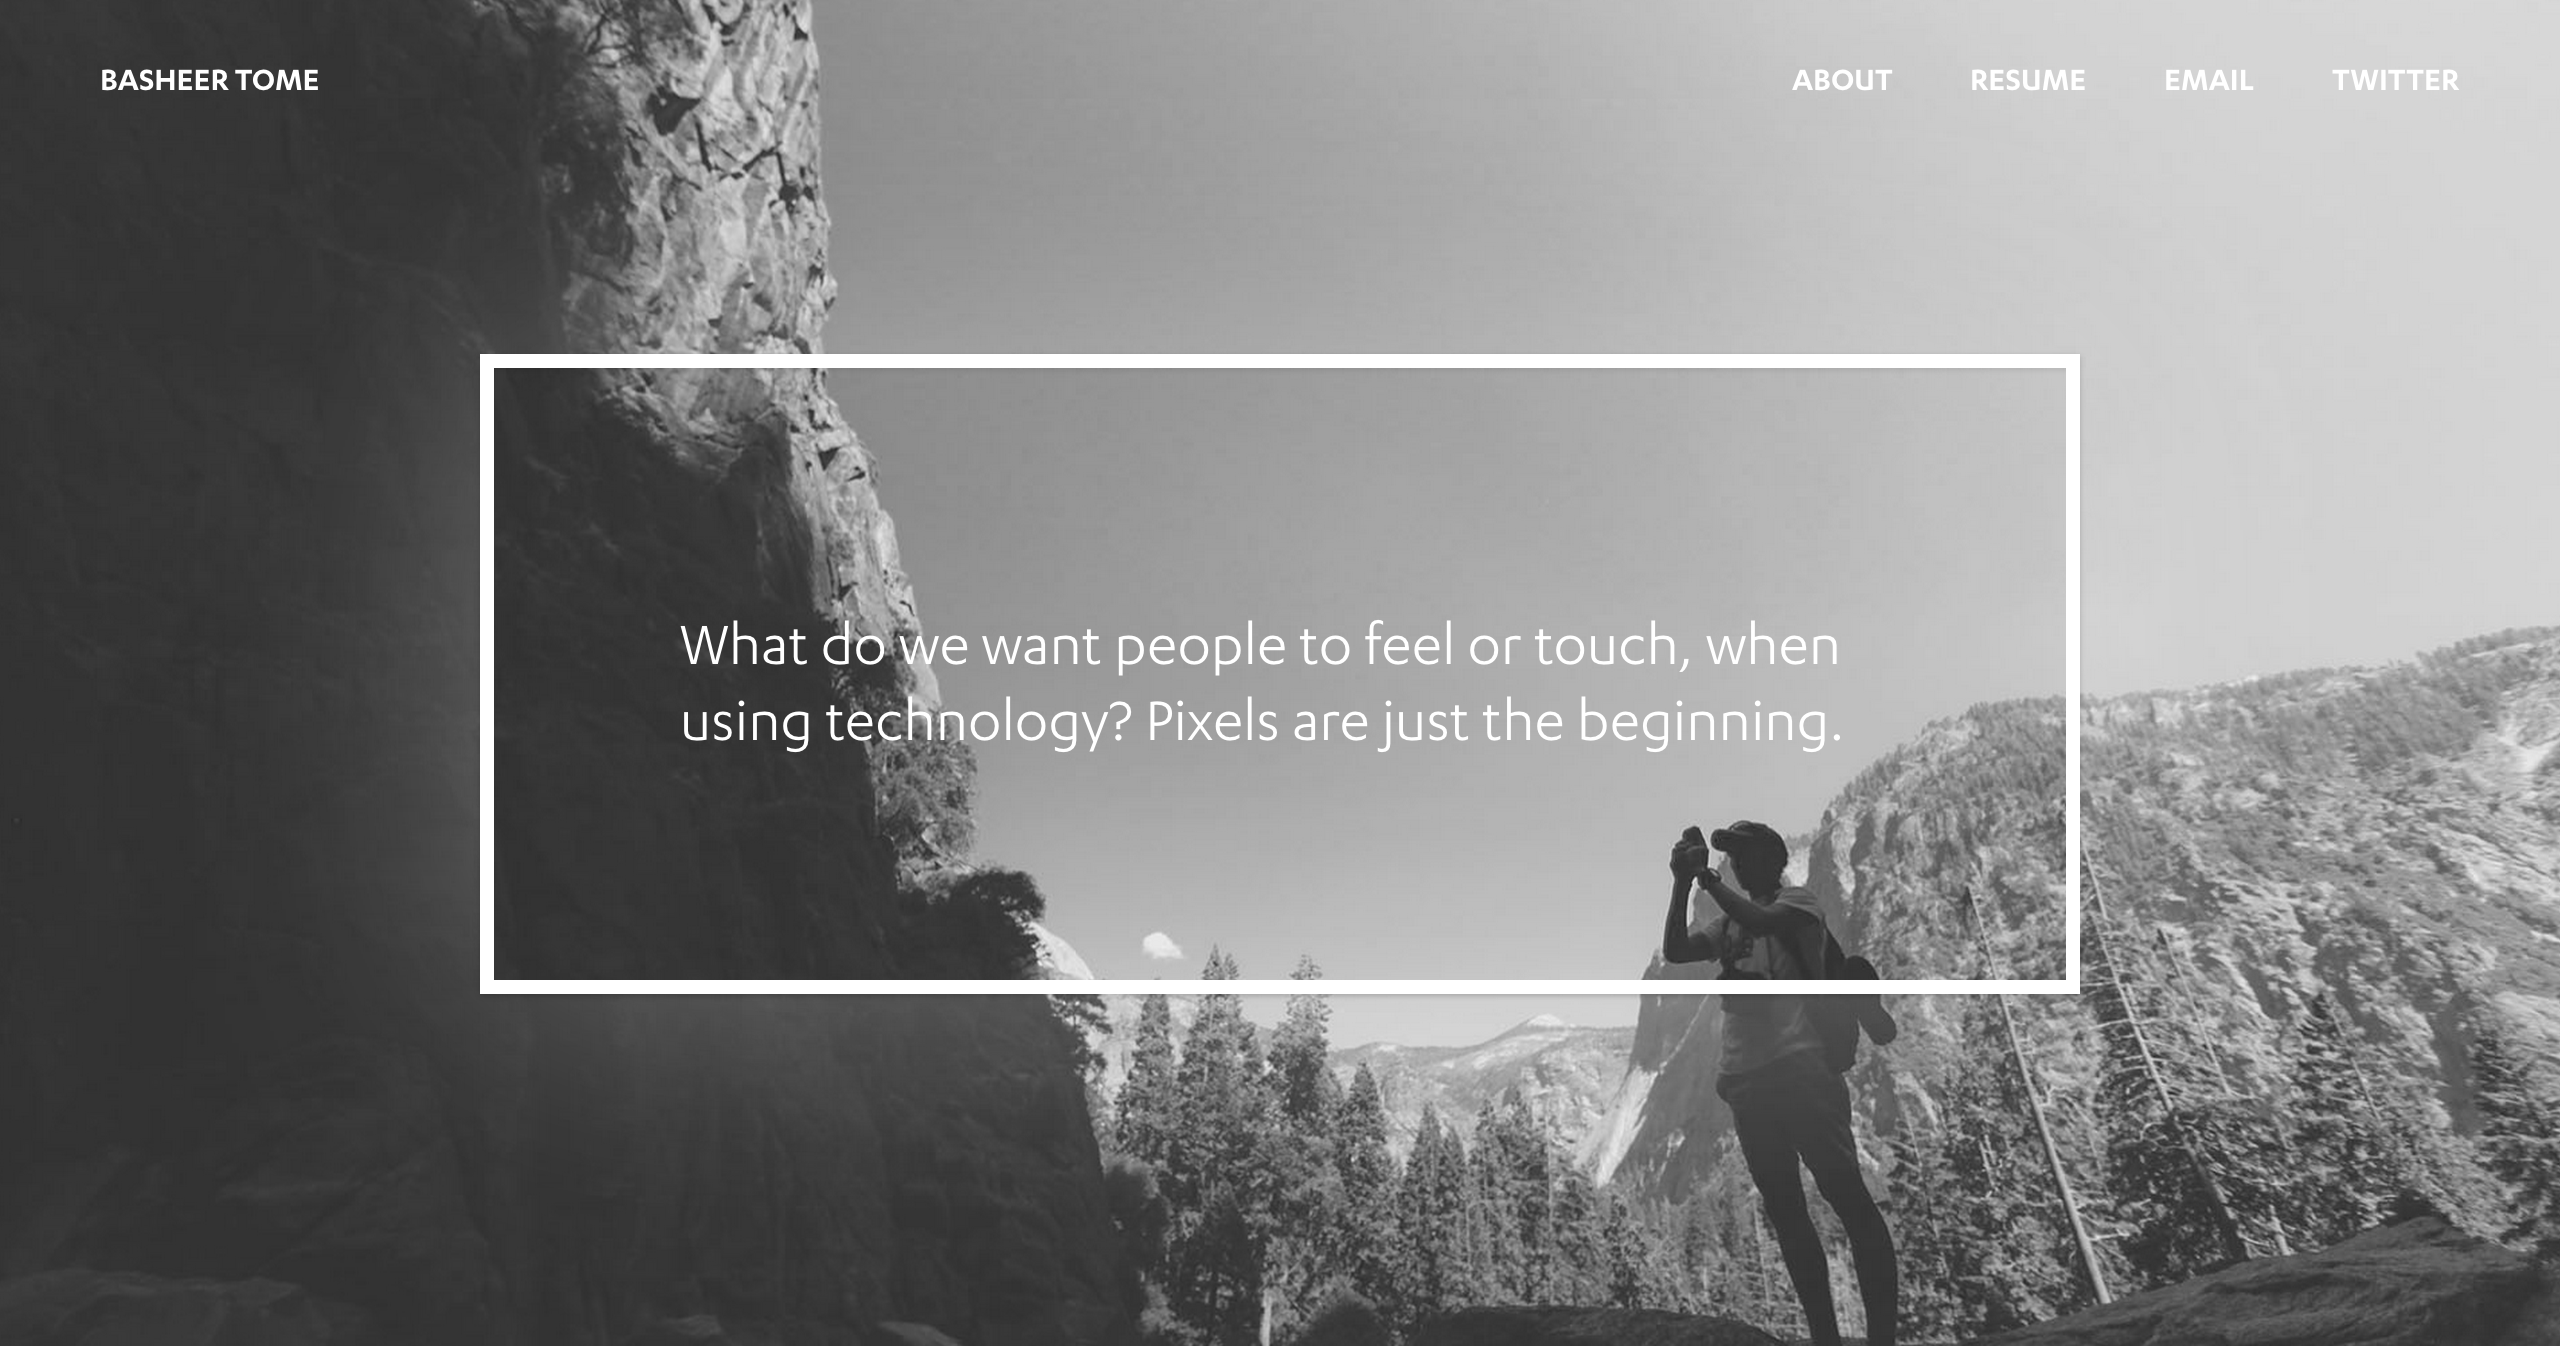 BASHEER TOME
ABOUT RESUME EMAIL TWITTER
What do we want people to feel or touch, when
using technology? Pixels are just the beginning.